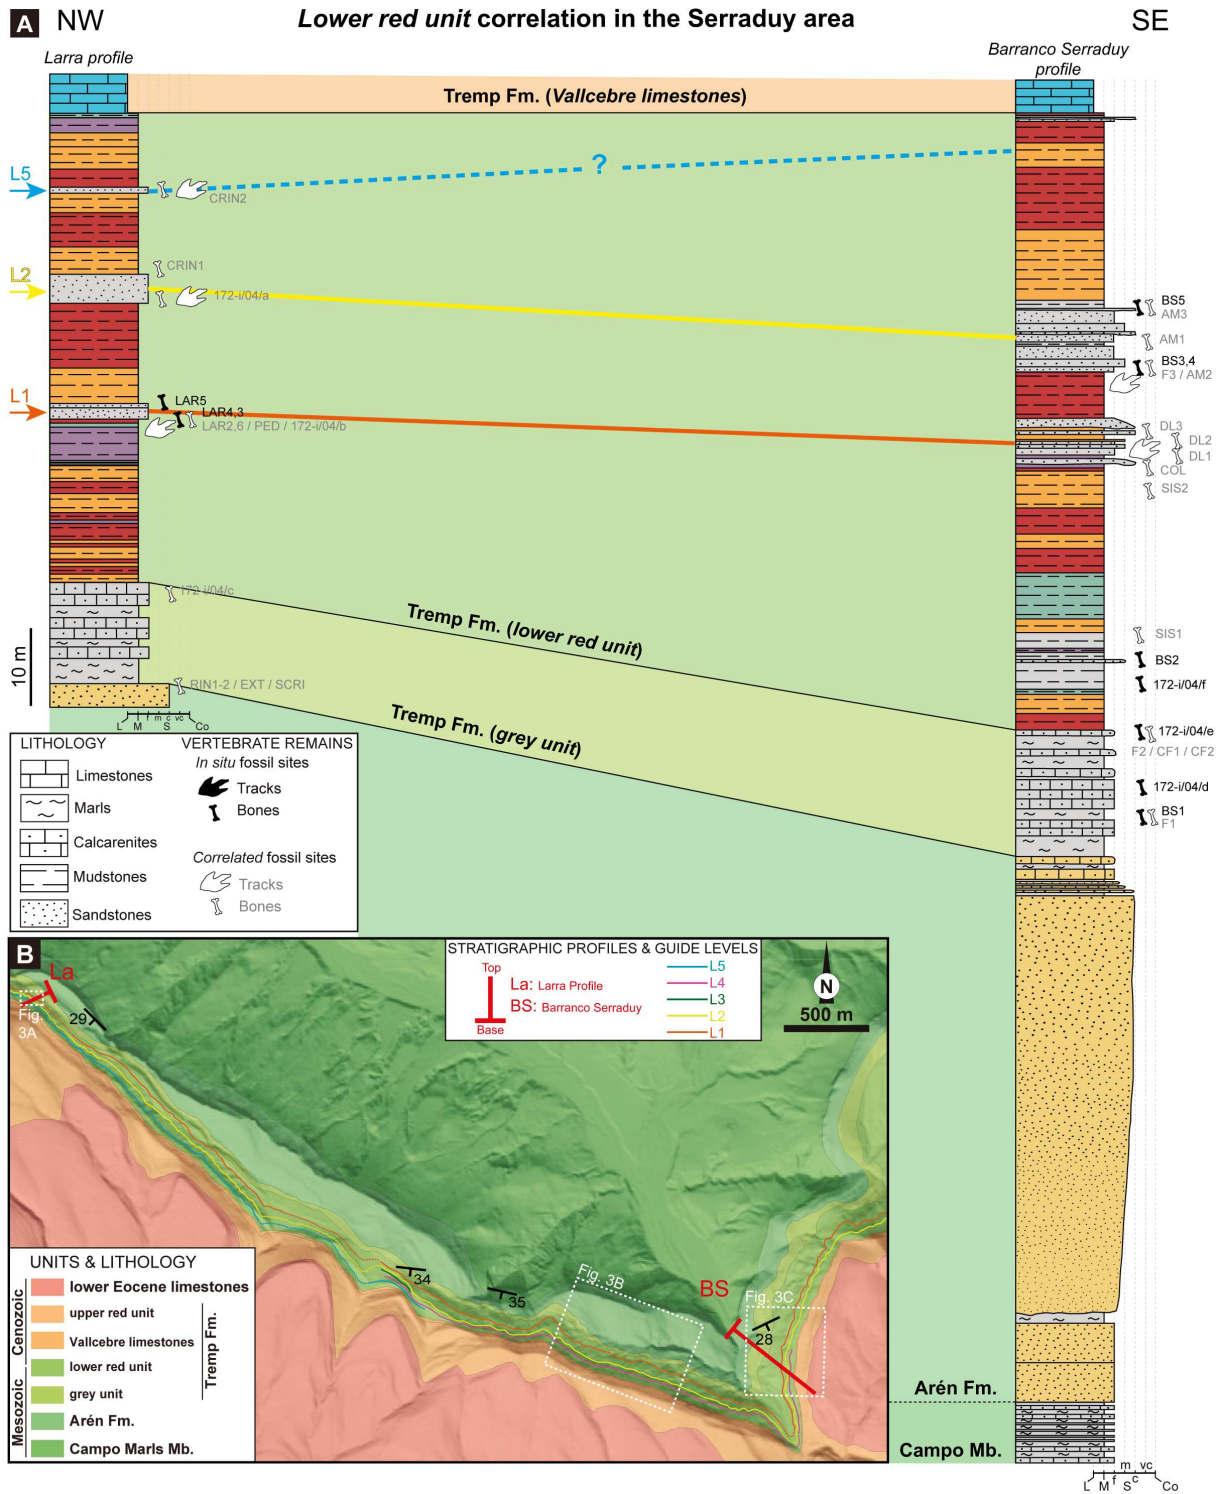 A
NW
Lower red unit correlation in the Serraduy area
SE
Larra profile
Barranco Serraduy
profile
Tremp Fm. (Vallcebre limestones)
L5
?
CRIN2
CRIN1
L2
172-i/04/a
BS5
AM3
AM1
BS3,4
F3 / AM2
L1
LAR5
LAR4,3
LAR2,6 / PED / 172-i/04/b
DL3
DL2
DL1
COL
SIS2
172-i/04/c
Tremp Fm. (lower red unit)
SIS1
BS2
10 m
RIN1-2 / EXT / SCRI
172-i/04/f
Tremp Fm. (grey unit)
L M f m c vc
S Co
172-i/04/e
F2 / CF1 / CF2
172-i/04/d
BS1
F1
LITHOLOGY
Limestones
Marls
Calcarenites
Mudstones
Sandstones
VERTEBRATE REMAINS
In situ fossil sites
Tracks
Bones
Correlated fossil sites
Tracks
Bones
B
La
Fig.
3A
29
STRATIGRAPHIC PROFILES & GUIDE LEVELS
Top
La: Larra Profile
BS: Barranco Serraduy
Base
L5
L4
L3
L2
L1
N
500 m
34
35
Fig. 3B
BS
Fig. 3C
28
UNITS & LITHOLOGY
Cenozoic
Mesozoic
lower Eocene limestones
upper red unit
Vallcebre limestones
lower red unit
grey unit
Tremp Fm.
Arén Fm.
Campo Marls Mb.
Arén Fm.
Campo Mb.
m vc
L M f S c Co